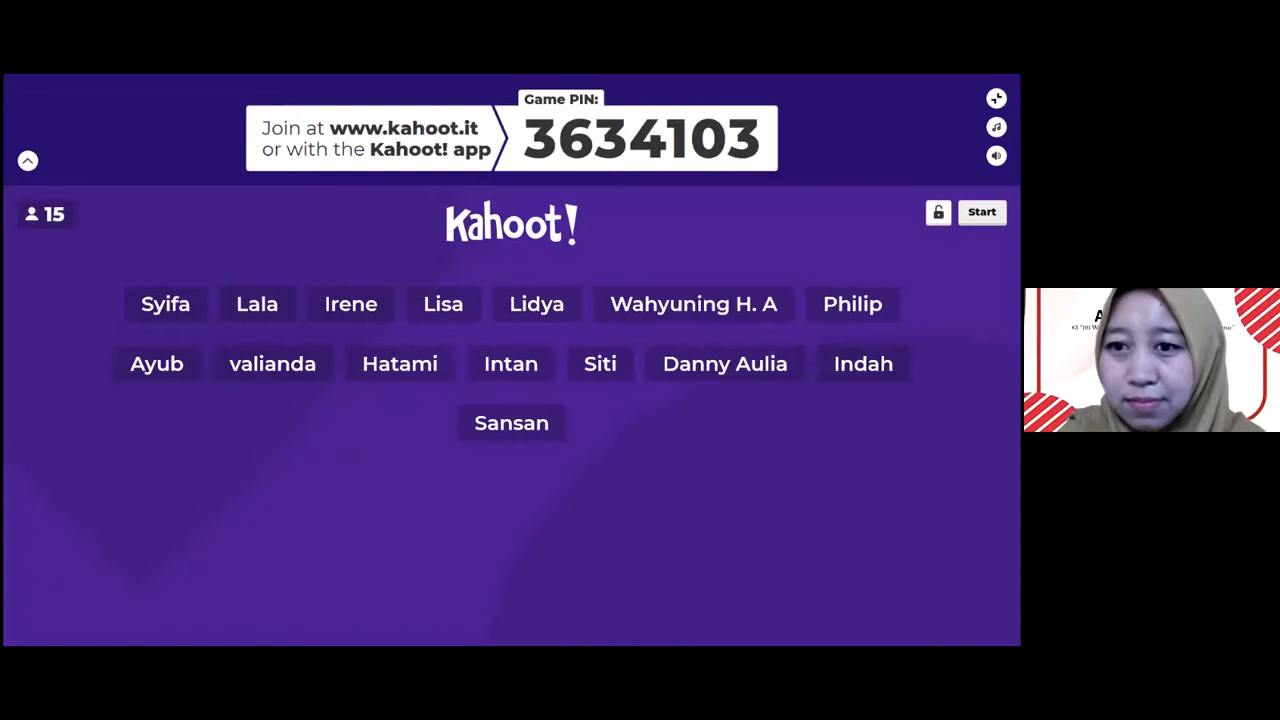 Game PIN:
Join at www.kahoot.it
or with the Kahoot! app
3634103
15
Kahoot!
Start
Syifa Lala Irene Lisa Lidya Wahyuning H. A Philip
Ayub valianda Hatami Intan Siti Danny Aulia Indah
Sansan